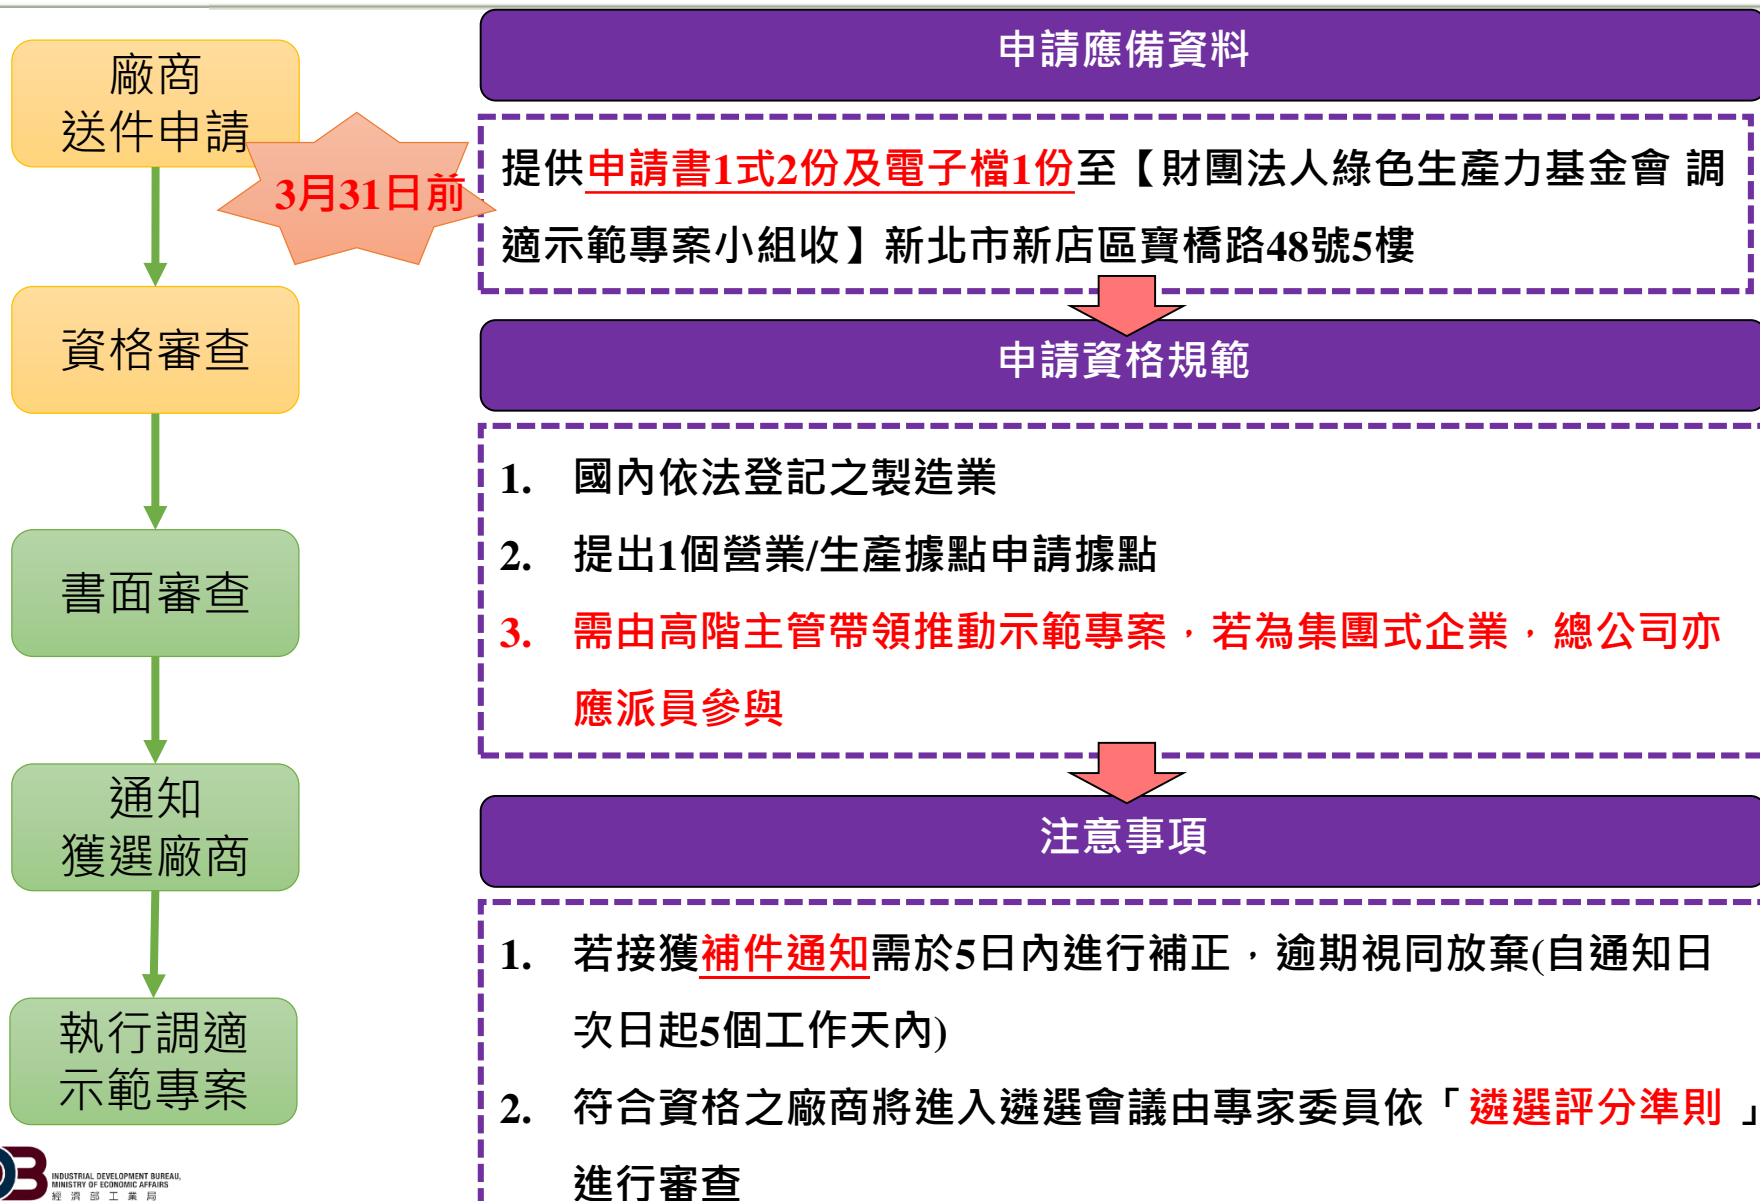 廠商
送件申請
3月31日前
資格審查
書面審查
通知
獲選廠商
執行調適
示範專案
申請應備資料
提供申請書1式2份及電子檔1份至【財團法人綠色生產力基金會 調
適示範專案小組收】新北市新店區寶橋路48號5樓
申請資格規範
1. 國內依法登記之製造業
2. 提出1個營業/生產據點申請據點
3. 需由高階主管帶領推動示範專案，若為集團式企業，總公司亦
應派員參與
注意事項
1. 若接獲補件通知需於5日內進行補正，逾期視同放棄(自通知日
次日起5個工作天內)
2. 符合資格之廠商將進入遴選會議由專家委員依「遴選評分準則」
進行審查
INDUSTRIAL DEVELOPMENT BUREAU,
MINISTRY OF ECONOMIC AFFAIRS
經濟部工業局